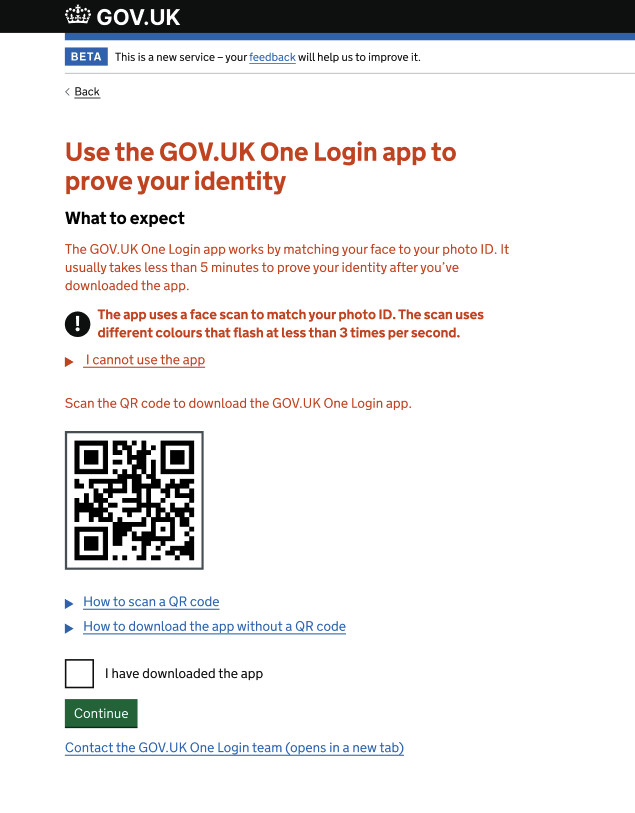 GOV.UK
BETA This is a new service – your feedback will help us to improve it.
Back
Use the GOV.UK One Login app to
prove your identity
What to expect
The GOV.UK One Login app works by matching your face to your photo ID. It
usually takes less than 5 minutes to prove your identity after you’ve
downloaded the app.
! The app uses a face scan to match your photo ID. The scan uses
different colours that flash at less than 3 times per second.
I cannot use the app
Scan the QR code to download the GOV.UK One Login app.
How to scan a QR code
How to download the app without a QR code
I have downloaded the app
Continue
Contact the GOV.UK One Login team (opens in a new tab)